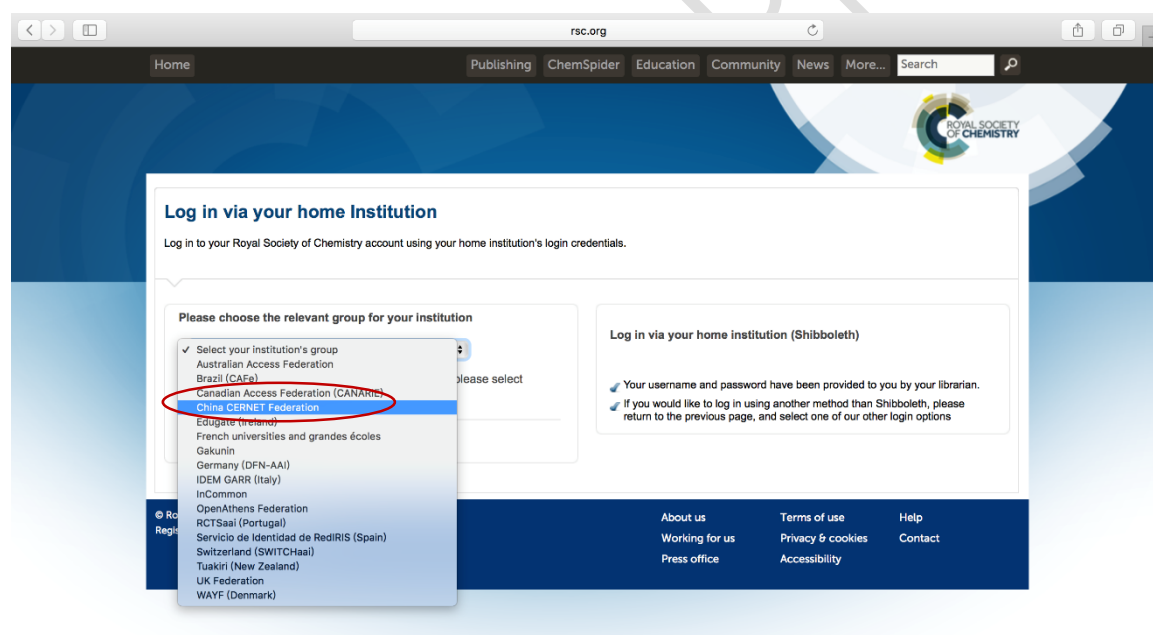 rsc.org
Home Publishing ChemSpider Education Community News More... Search
ROYAL SOCIETY
OF CHEMISTRY
Log in via your home Institution
Log in to your Royal Society of Chemistry account using your home institution's login credentials.
Please choose the relevant group for your institution
✓ Select your institution's group
Australian Access Federation
Brazil (CAFe)
Canadian Access Federation (CANARIE)
China CERNET Federation
Edugate (Ireland)
French universities and grandes écoles
Gakunin
Germany (DFN-AAI)
IDEM GARR (Italy)
InCommon
OpenAthens Federation
RCTSaai (Portugal)
Servicio de Identidad de RedIRIS (Spain)
Switzerland (SWITCHaai)
Tuakiri (New Zealand)
UK Federation
WAYF (Denmark)
please select
Log in via your home institution (Shibboleth)
Your username and password have been provided to you by your librarian.
If you would like to log in using another method than Shibboleth, please
return to the previous page, and select one of our other login options
© Ro
Regis
About us Terms of use Help
Working for us Privacy & cookies Contact
Press office Accessibility